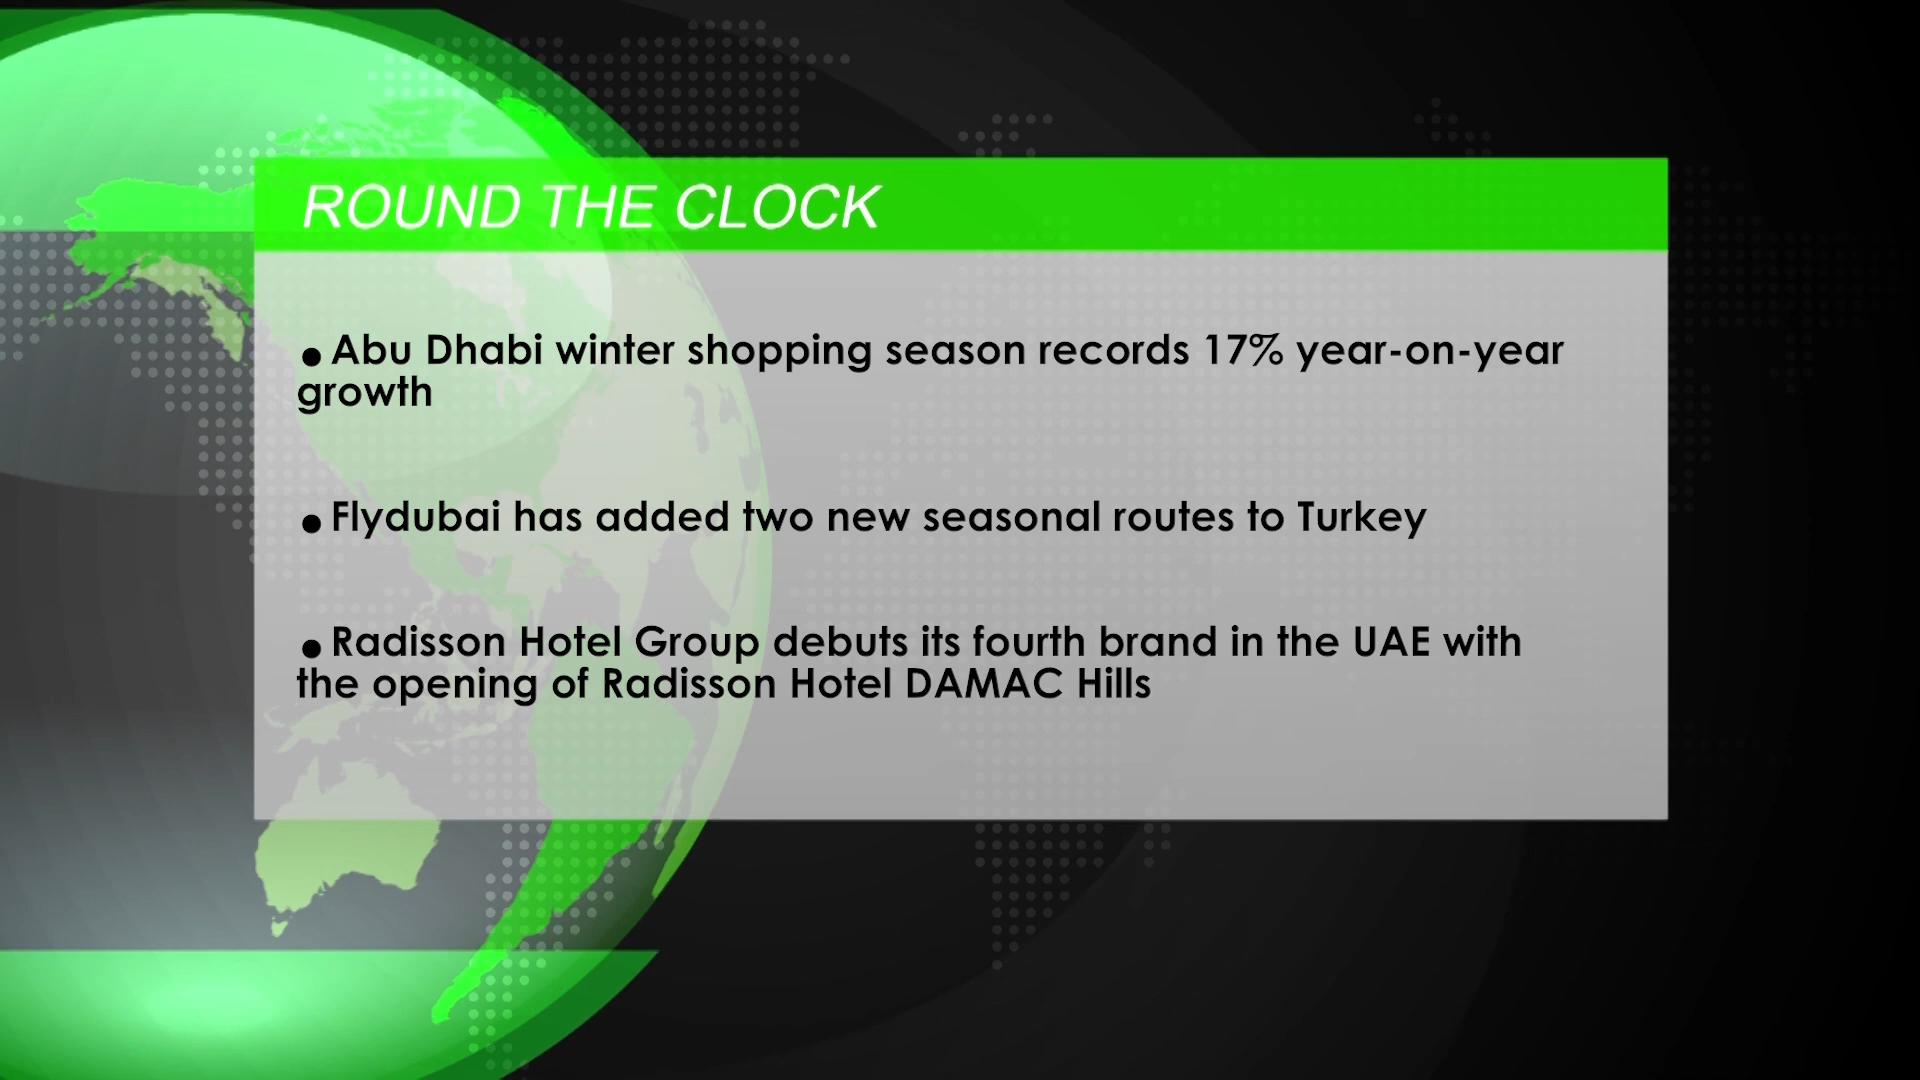 ROUND THE CLOCK
●Abu Dhabi winter shopping season records 17% year-on-year
growth
●Flydubai has added two new seasonal routes to Turkey
●Radisson Hotel Group debuts its fourth brand in the UAE with
the opening of Radisson Hotel DAMAC Hills